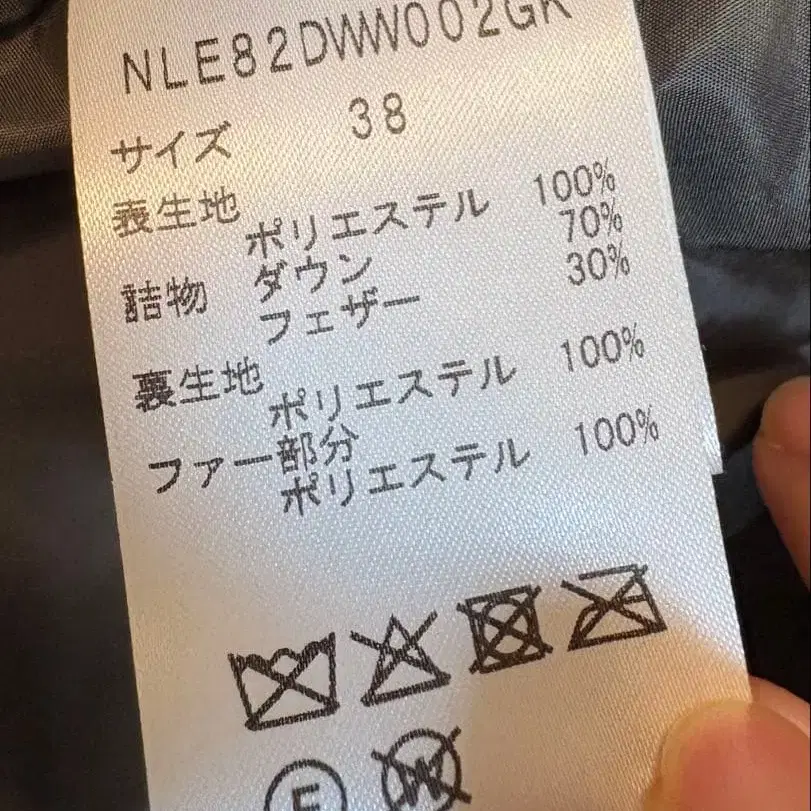 NLE82DWW002GK
サイズ 38
表生地
ポリエステル 100%
詰物 ダウン 70%
フェザー 30%
裏生地
ポリエステル 100%
ファー部分
ポリエステル 100%
F W